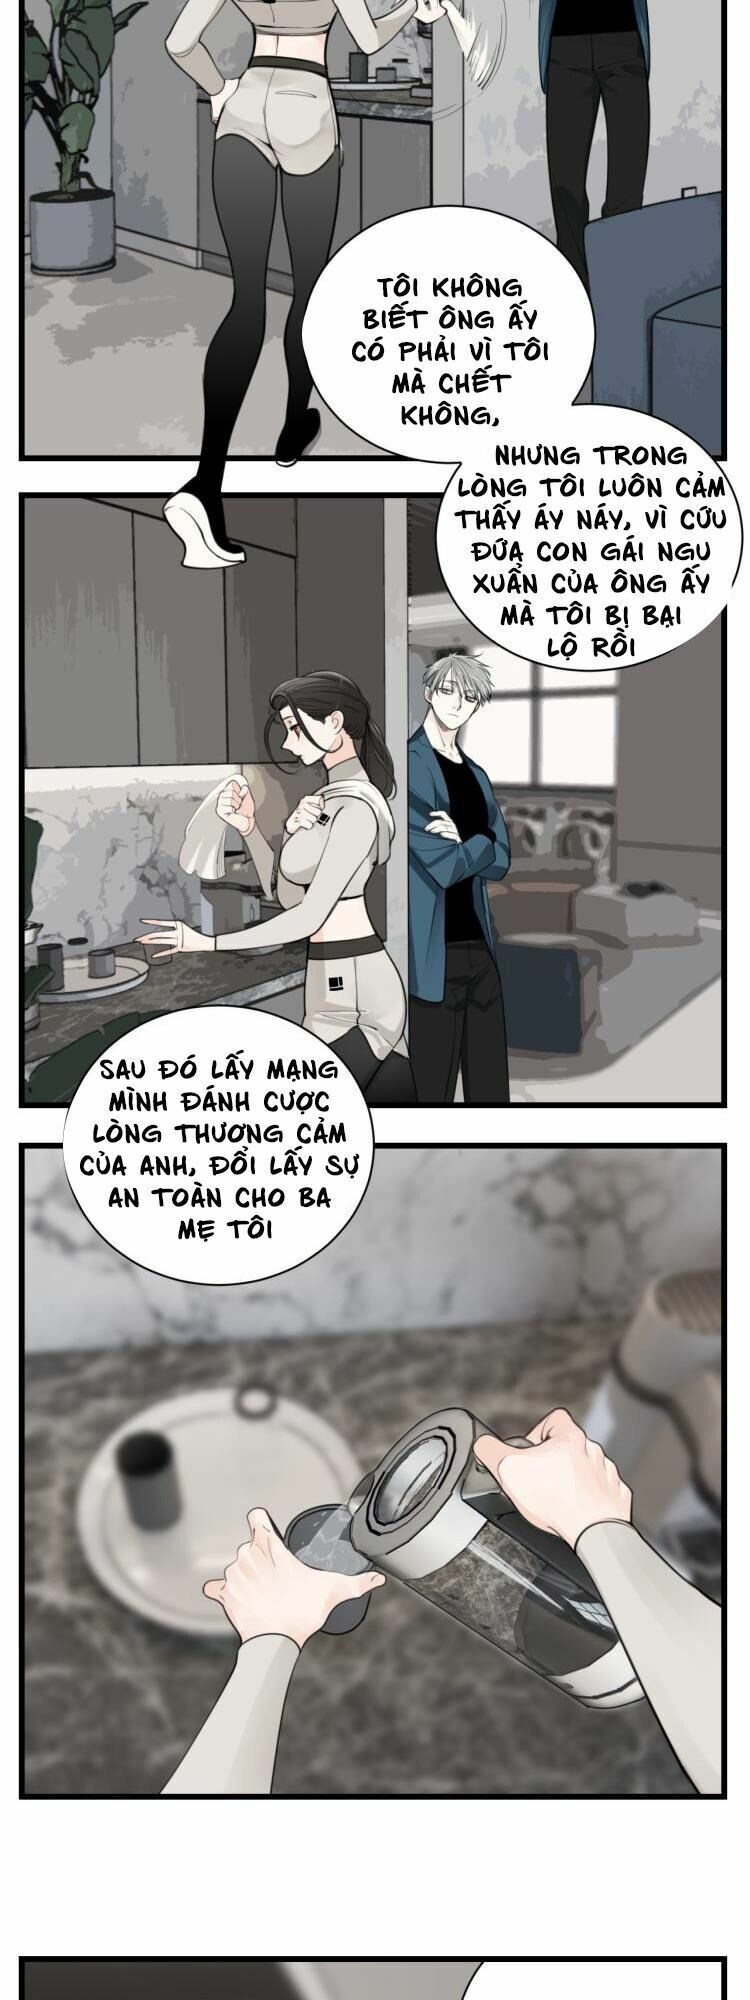 TÔI KHÔNG
BIẾT ÔNG ẤY
CÓ PHẢI VÌ TÔI
MÀ CHẾT
KHÔNG,
NHƯNG TRONG
LÒNG TÔI LUÔN CẢM
THẤY ÁY NÁY, VÌ CỨU
ĐỨA CON GÁI NGU
XUẨN CỦA ÔNG ẤY
MÀ TÔI BỊ BẠI
LỘ RỒI
SAU ĐÓ LẤY MẠNG
MÌNH ĐÁNH CƯỢC
LÒNG THƯƠNG CẢM
CỦA ANH, ĐỔI LẤY SỰ
AN TOÀN CHO BA
MẸ TÔI